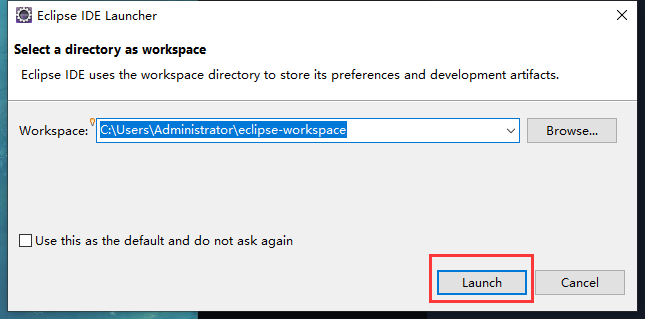 Eclipse IDE Launcher
Select a directory as workspace
Eclipse IDE uses the workspace directory to store its preferences and development artifacts.
Workspace: C:\Users\Administrator\eclipse-workspace Browse...
Use this as the default and do not ask again
Launch Cancel